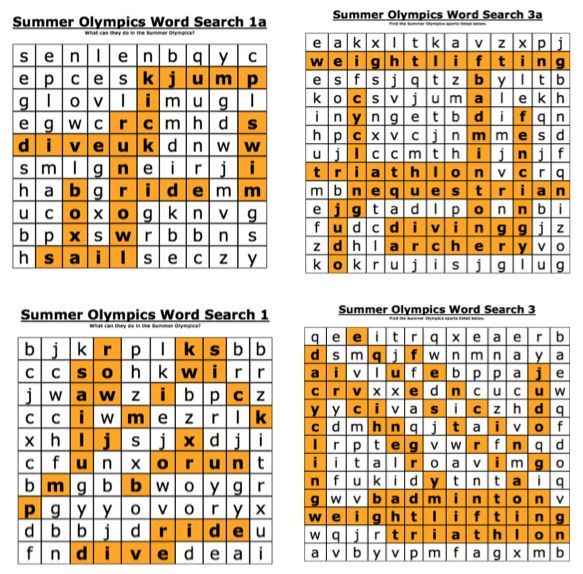 Summer Olympics Word Search 1a
What can they do in the Summer Olympics?
s e n l e n b q y c
e p c e s k j u m p
g l o v l i m u g l
e g w c r c m h d s
d i v e u k d n w w
s m l g n e i r j i
h a b g r i d e m m
u c o x o g k n v g
b p x s w r b b n s
h s a i l s e c z y
Summer Olympics Word Search 3a
Find the Summer Olympics sports listed below.
e a k x l t k a v z x p j
w e i g h t l i f t i n g
e s f s j q t z b y l t b
k o c s v j u m a l e k h
i n y n g e t b d i f q n
h p c x v c j n m m e s d
u j l c c m t h i j n j f
t r i a t h l o n v c r q
m b n e q u e s t r i a n
e j g t a d l p o n n b i
f u d c d i v i n g g j z
z d h l a r c h e r y v o
k o k r u j i s j g l u g
Summer Olympics Word Search 1
What can they do in the Summer Olympics?
b j k r p l k s b b
c c s o h k w i r r
j w a w z i b p c z
c c i w m e z r l k
x h l j s j x d j i
c f u n x o r u n t
b m g b b w o y g r
p g y y o v o r y x
d b b j d r i d e u
f n d i v e d e a i
Summer Olympics Word Search 3
Find the Summer Olympics sports listed below.
q e e i t r q x e a e r b
d s m q j f w n m n a y a
a i v l u f e b p p a j e
c r v x x e d n c u c u w
y y c i v a s i c z h d q
c d m h n q j t a i v o f
l r p t e g v w r f n q d
i i t a l r o a v i m g o
n f u k i d y t n t a i q
g w v b a d m i n t o n v
w e i g h t l i f t i n g
w q j r t r i a t h l o n
a v b y v p m f a g x m b